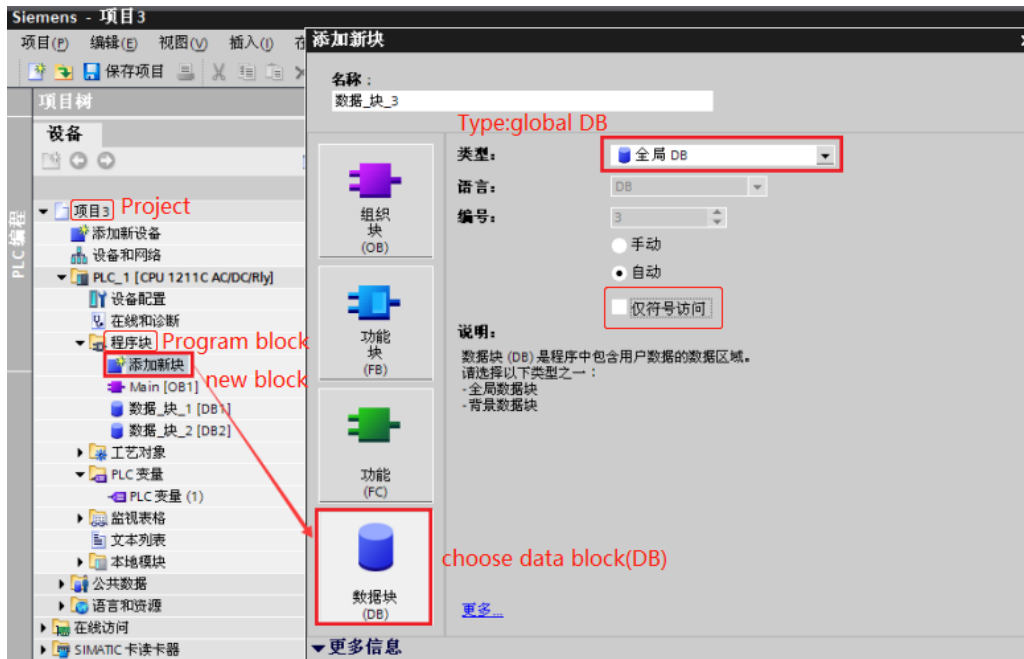 Siemens - 项目3
项目(P) 编辑(E) 视图(V) 插入(I) 在
保存项目
项目树
设备
PLC 编程
项目3 Project
添加新设备
设备和网络
PLC_1 [CPU 1211C AC/DC/Rly]
设备配置
在线和诊断
程序块 Program block
添加新块
new block
Main [OB1]
数据_块_1 [DB1]
数据_块_2 [DB2]
工艺对象
PLC 变量
PLC 变量 (1)
监视表格
文本列表
本地模块
公共数据
语言和资源
在线访问
SIMATIC 卡读卡器
添加新块
名称：
数据_块_3
Type:global DB
组织
块
(OB)
功能
块
(FB)
功能
(FC)
数据块
(DB)
类型：
全局 DB
语言：
DB
编号：
3
手动
自动
仅符号访问
说明：
数据块 (DB) 是程序中包含用户数据的数据区域。
请选择以下类型之一：
-全局数据块
-背景数据块
choose data block(DB)
更多...
更多信息